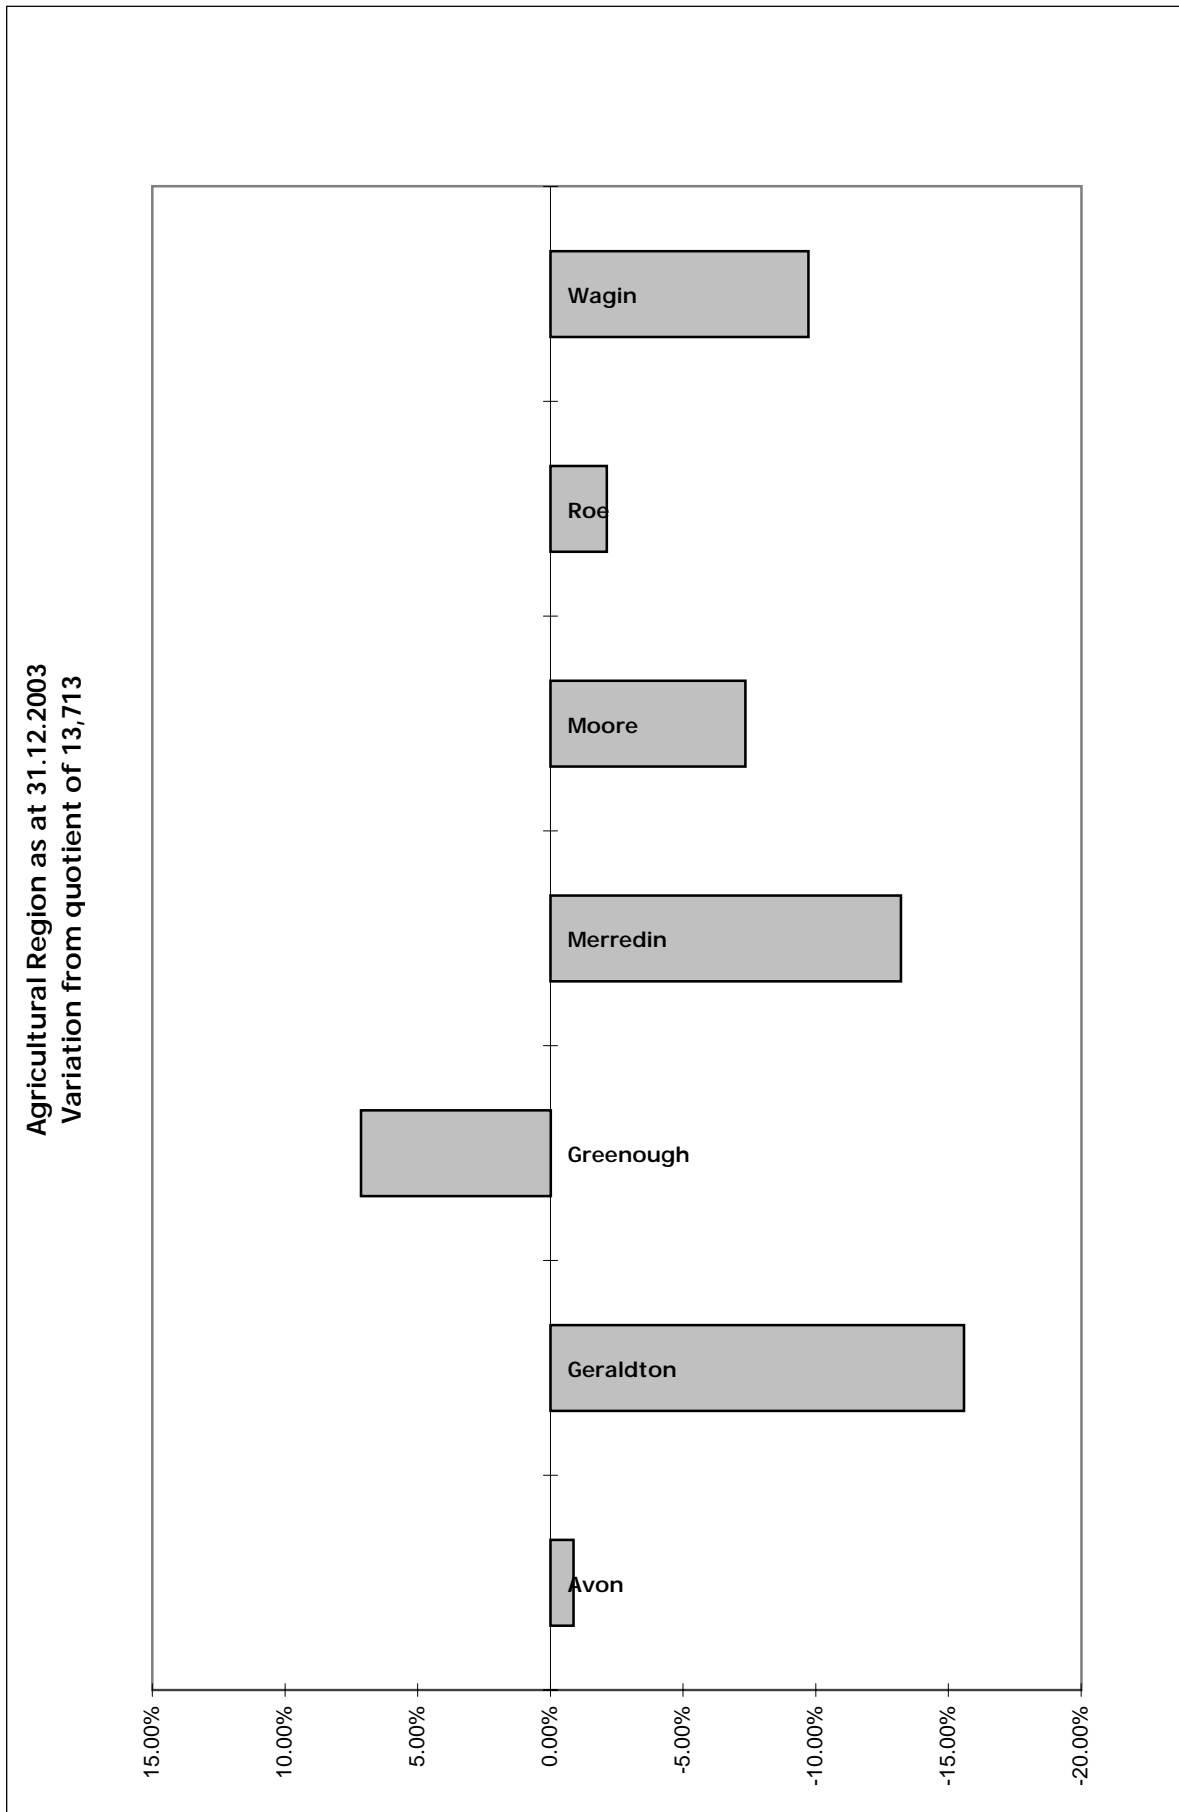 Agricultural Region as at 31.12.2003
Variation from quotient of 13,713
15.00%
10.00%
5.00%
0.00%
-5.00%
-10.00%
-15.00%
-20.00%
Avon
Geraldton
Greenough
Merredin
Moore
Roe
Wagin